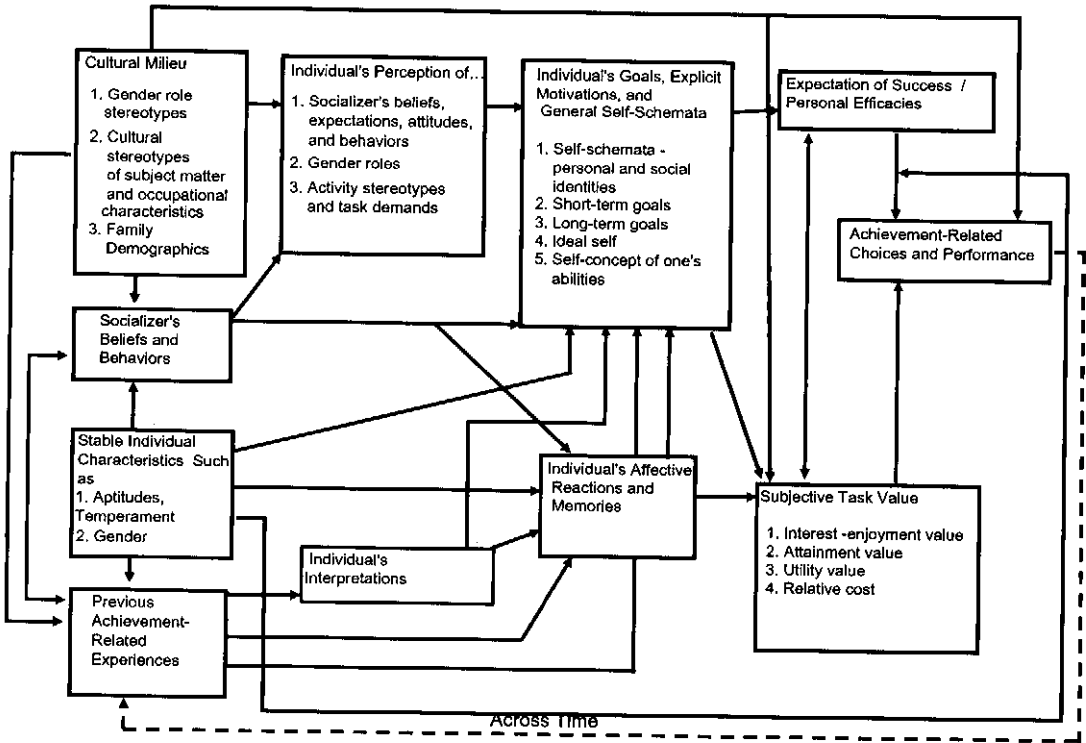 Cultural Milieu
1. Gender role
stereotypes
2. Cultural
stereotypes
of subject matter
and occupational
characteristics
3. Family
Demographics
Individual's Perception of...
1. Socializer's beliefs,
expectations, attitudes,
and behaviors
2. Gender roles
3. Activity stereotypes
and task demands
Individual's Goals, Explicit
Motivations, and
General Self-Schemata
1. Self-schemata -
personal and social
identities
2. Short-term goals
3. Long-term goals
4. Ideal self
5. Self-concept of one's
abilities
Expectation of Success /
Personal Efficacies
Achievement-Related
Choices and Performance
Socializer's
Beliefs and
Behaviors
Stable Individual
Characteristics Such
as
1. Aptitudes,
Temperament
2. Gender
Individual's Affective
Reactions and
Memories
Subjective Task Value
1. Interest -enjoyment value
2. Attainment value
3. Utility value
4. Relative cost
Individual's
Interpretations
Previous
Achievement-
Related
Experiences
Across Time